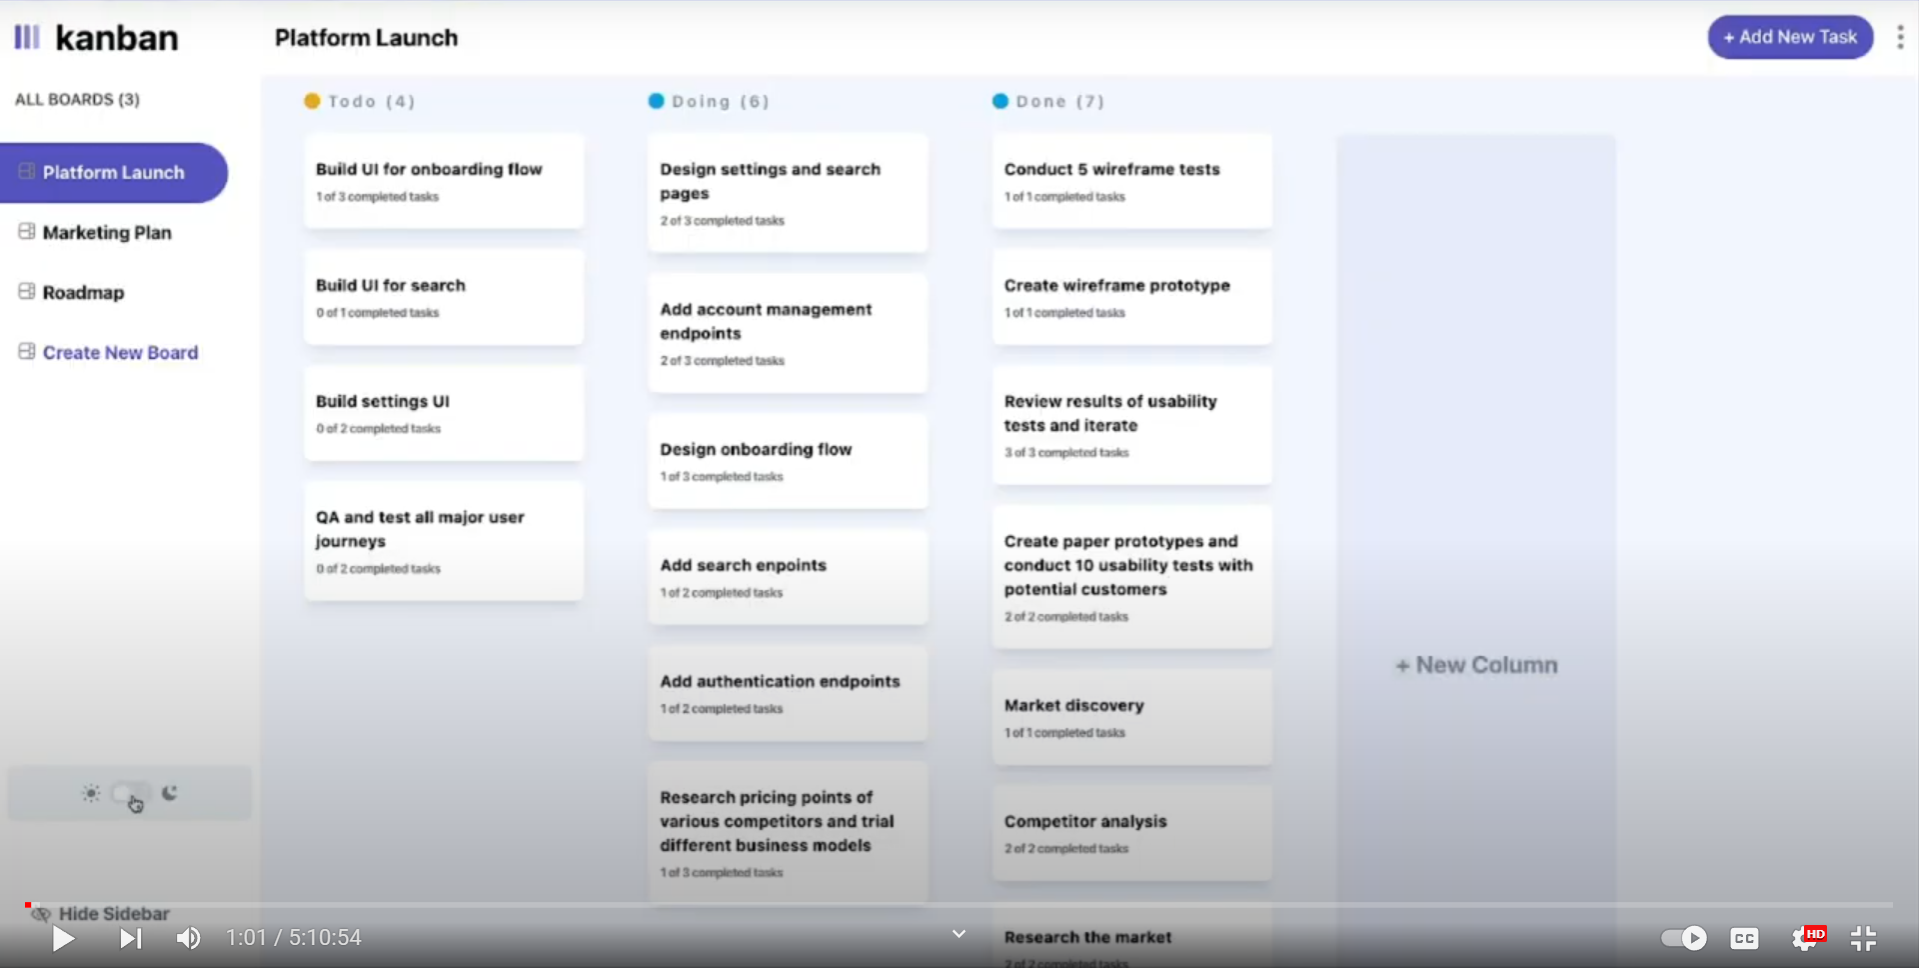 kanban
Platform Launch
+ Add New Task
ALL BOARDS (3)
Platform Launch
Marketing Plan
Roadmap
Create New Board
Todo (4)
Build UI for onboarding flow
1 of 3 completed tasks
Build UI for search
0 of 1 completed tasks
Build settings UI
0 of 2 completed tasks
QA and test all major user
journeys
0 of 2 completed tasks
Doing (6)
Design settings and search
pages
2 of 3 completed tasks
Add account management
endpoints
2 of 3 completed tasks
Design onboarding flow
1 of 3 completed tasks
Add search enpoints
1 of 2 completed tasks
Add authentication endpoints
1 of 2 completed tasks
Research pricing points of
various competitors and trial
different business models
1 of 3 completed tasks
Done (7)
Conduct 5 wireframe tests
1 of 1 completed tasks
Create wireframe prototype
1 of 1 completed tasks
Review results of usability
tests and iterate
3 of 3 completed tasks
Create paper prototypes and
conduct 10 usability tests with
potential customers
2 of 2 completed tasks
Market discovery
1 of 1 completed tasks
Competitor analysis
2 of 2 completed tasks
Research the market
2 of 2 completed tasks
+ New Column
Hide Sidebar
1:01 / 5:10:54
CC
HD